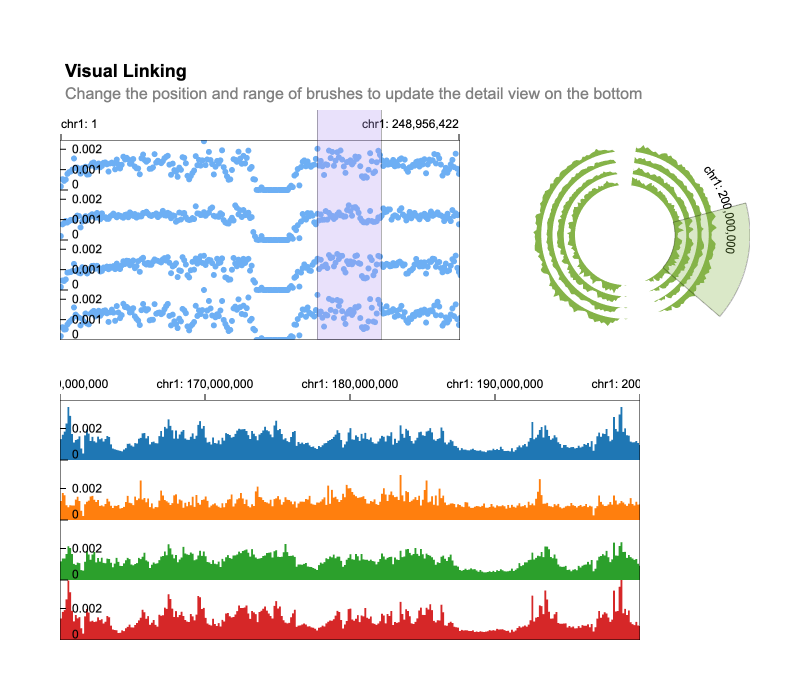 Visual Linking
Change the position and range of brushes to update the detail view on the bottom
chr1: 1
chr1: 248,956,422
0.002
0.001
0
0.002
0.001
0
0.002
0.001
0
0.002
0.001
0
chr1: 200,000,000
0,000,000
chr1: 170,000,000
chr1: 180,000,000
chr1: 190,000,000
chr1: 200
0.002
0
0.002
0
0.002
0
0.002
0